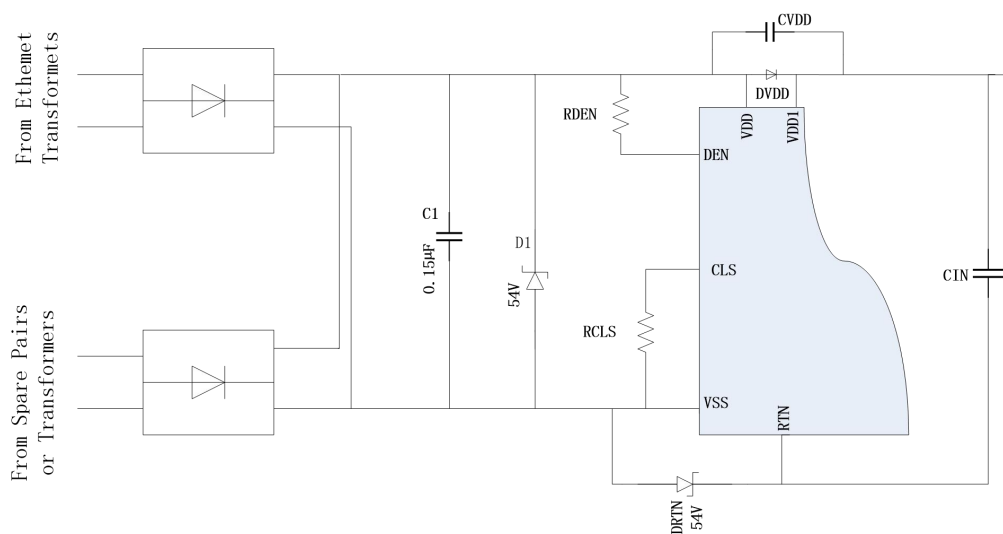 From Ethemet
Transformets
CVDD
DVDD
RDEN
VDD
VDD1
DEN
C1
0.15μF
D1
54V
CLS
CIN
RCLS
VSS
RTN
From Spare Pairs
or Transformers
DRTN
54V